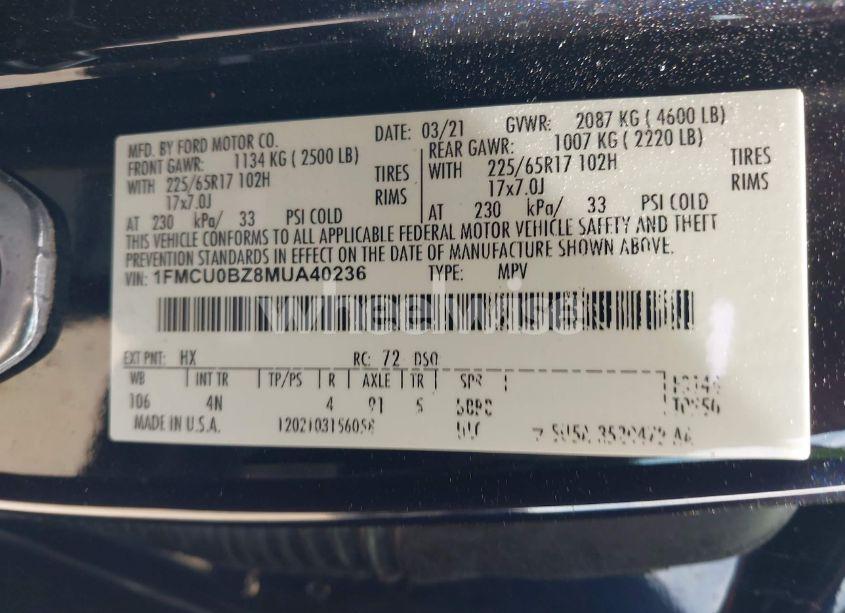 MFD. BY FORD MOTOR CO. DATE: 03/21 GVWR: 2087 KG ( 4600 LB)
FRONT GAWR: 1134 KG ( 2500 LB) REAR GAWR: 1007 KG ( 2220 LB)
WITH 225/65R17 102H TIRES WITH 225/65R17 102H TIRES
17x7.0J RIMS 17x7.0J RIMS
AT 230 kPa/ 33 PSI COLD AT 230 kPa/ 33 PSI COLD
THIS VEHICLE CONFORMS TO ALL APPLICABLE FEDERAL MOTOR VEHICLE SAFETY AND THEFT
PREVENTION STANDARDS IN EFFECT ON THE DATE OF MANUFACTURE SHOWN ABOVE.
VIN: 1FMCU0BZ8MUA40236 TYPE: MPV
wheelwise
EXT PNT: HX RC: 72 DSO:
WB INT TR TP/PS R AXLE TR SPR
106 4N 4 91 5
MADE IN U.S.A. 1202103156056